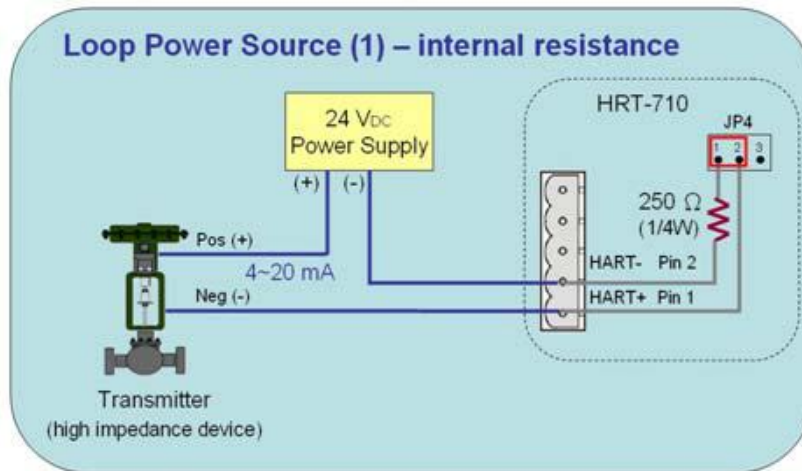 Loop Power Source (1) – internal resistance
HRT-710
JP4
1 2 3
24 VDC
Power Supply
(+) (-)
250 Ω
(1/4W)
Pos (+)
4~20 mA
HART- Pin 2
Neg (-)
HART+ Pin 1
Transmitter
(high impedance device)